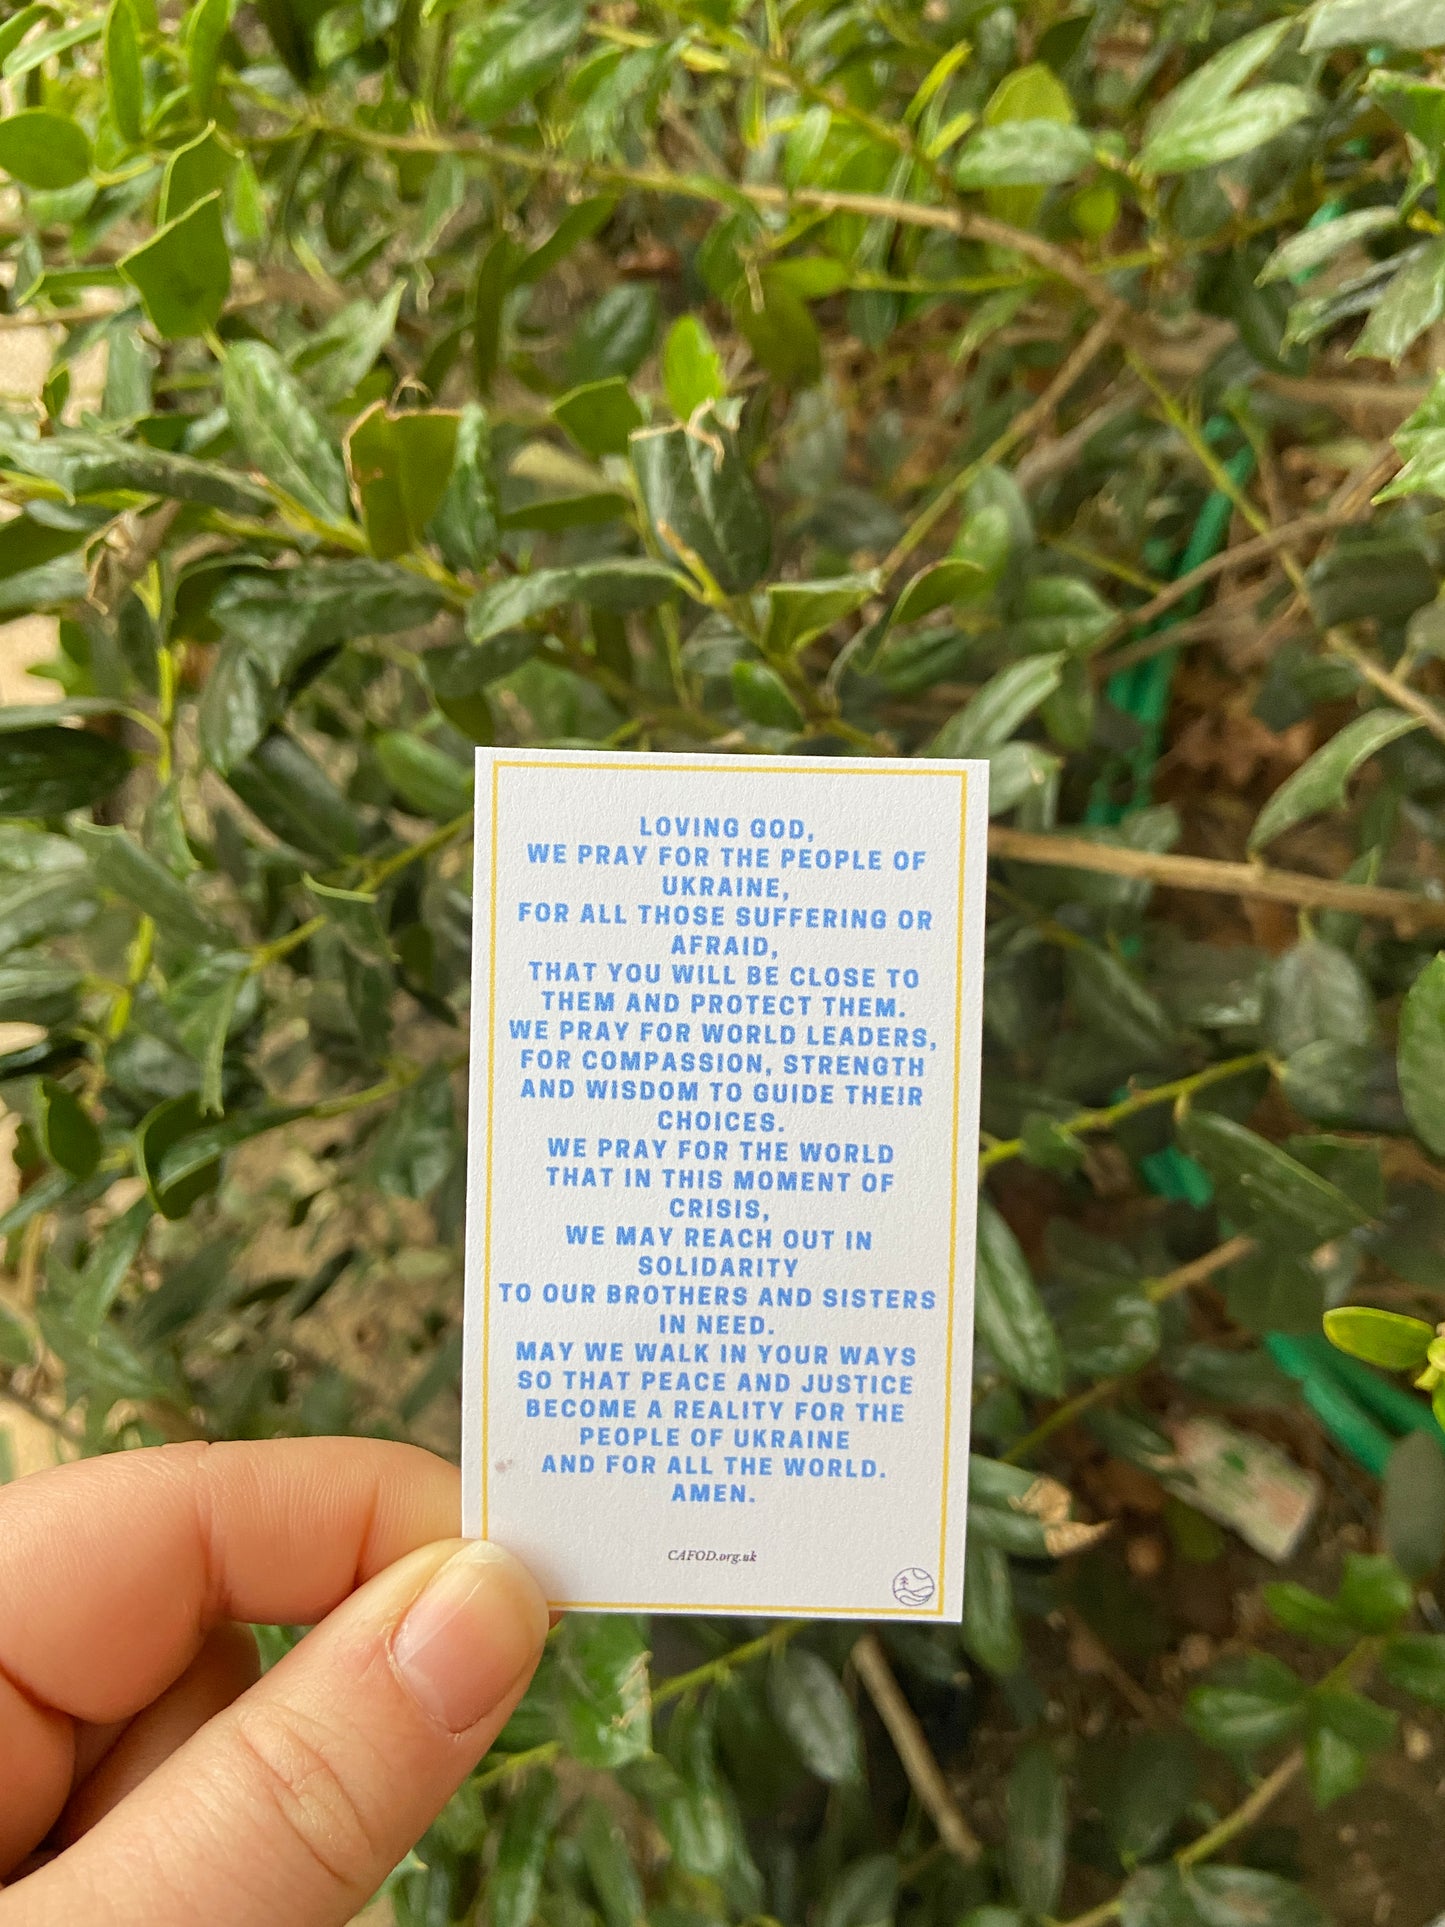 LOVING GOD,
WE PRAY FOR THE PEOPLE OF
UKRAINE,
FOR ALL THOSE SUFFERING OR
AFRAID,
THAT YOU WILL BE CLOSE TO
THEM AND PROTECT THEM.
WE PRAY FOR WORLD LEADERS,
FOR COMPASSION, STRENGTH
AND WISDOM TO GUIDE THEIR
CHOICES.
WE PRAY FOR THE WORLD
THAT IN THIS MOMENT OF
CRISIS,
WE MAY REACH OUT IN
SOLIDARITY
TO OUR BROTHERS AND SISTERS
IN NEED.
MAY WE WALK IN YOUR WAYS
SO THAT PEACE AND JUSTICE
BECOME A REALITY FOR THE
PEOPLE OF UKRAINE
AND FOR ALL THE WORLD.
AMEN.
CAFOD.org.uk